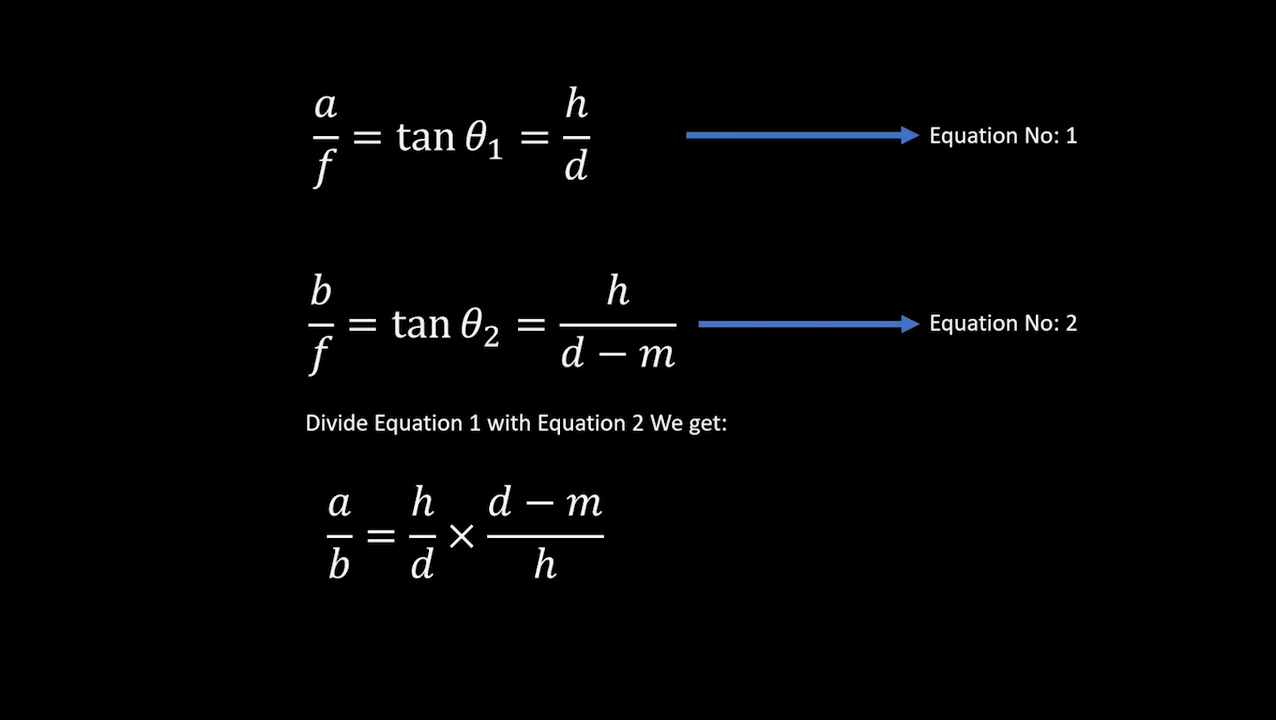 a/f = tan θ₁ = h/d Equation No: 1
b/f = tan θ₂ = h/(d − m) Equation No: 2
Divide Equation 1 with Equation 2 We get:
a/b = h/d × (d − m)/h